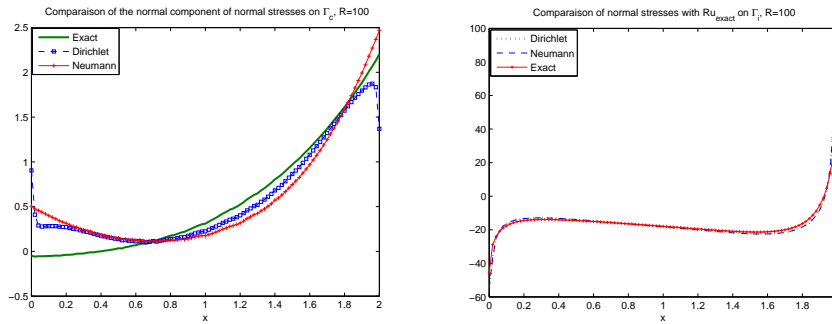 Comparaison of the normal component of normal stresses on Γc, R=100
Exact
Dirichlet
Neumann
2.5
2
1.5
1
0.5
0
−0.5
0 0.2 0.4 0.6 0.8 1 1.2 1.4 1.6 1.8 2
x
Comparaison of normal stresses with Ruexact on Γi, R=100
Dirichlet
Neumann
Exact
100
80
60
40
20
0
−20
−40
−60
0 0.2 0.4 0.6 0.8 1 1.2 1.4 1.6 1.8 2
x